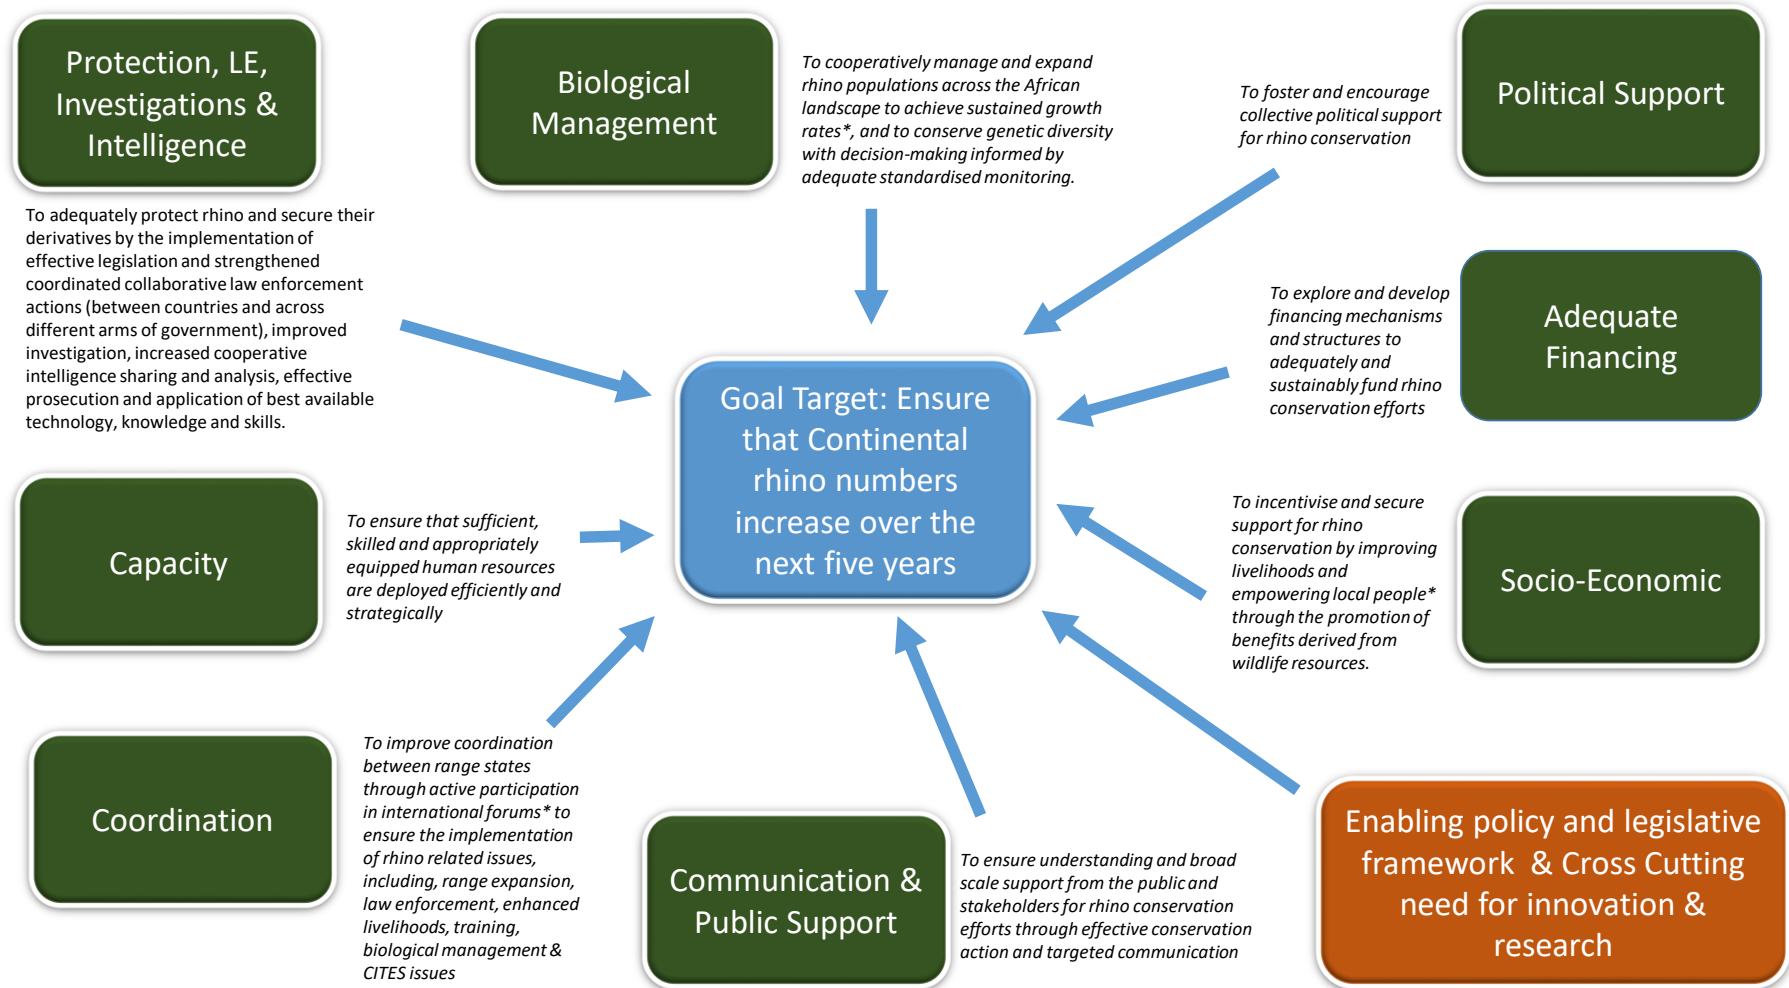 Protection, LE,
Investigations &
Intelligence
To adequately protect rhino and secure their
derivatives by the implementation of
effective legislation and strengthened
coordinated collaborative law enforcement
actions (between countries and across
different arms of government), improved
investigation, increased cooperative
intelligence sharing and analysis, effective
prosecution and application of best available
technology, knowledge and skills.
Biological
Management
To cooperatively manage and expand
rhino populations across the African
landscape to achieve sustained growth
rates*, and to conserve genetic diversity
with decision-making informed by
adequate standardised monitoring.
To foster and encourage
collective political support
for rhino conservation
Political Support
To explore and develop
financing mechanisms
and structures to
adequately and
sustainably fund rhino
conservation efforts
Adequate
Financing
Goal Target: Ensure
that Continental
rhino numbers
increase over the
next five years
Capacity
To ensure that sufficient,
skilled and appropriately
equipped human resources
are deployed efficiently and
strategically
To incentivise and secure
support for rhino
conservation by improving
livelihoods and
empowering local people*
through the promotion of
benefits derived from
wildlife resources.
Socio-Economic
Coordination
To improve coordination
between range states
through active participation
in international forums* to
ensure the implementation
of rhino related issues,
including, range expansion,
law enforcement, enhanced
livelihoods, training,
biological management &
CITES issues
Communication &
Public Support
To ensure understanding and broad
scale support from the public and
stakeholders for rhino conservation
efforts through effective conservation
action and targeted communication
Enabling policy and legislative
framework & Cross Cutting
need for innovation &
research